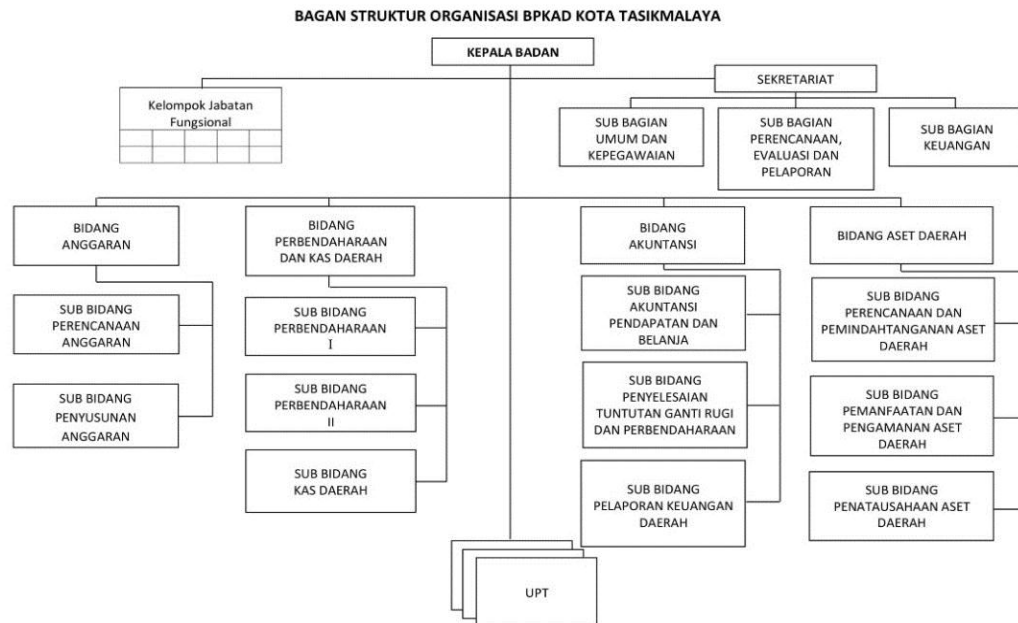 BAGAN STRUKTUR ORGANISASI BPKAD KOTA TASIKMALAYA
KEPALA BADAN
SEKRETARIAT
Kelompok Jabatan
Fungsional
SUB BAGIAN
UMUM DAN
KEPEGAWAIAN
SUB BAGIAN
PERENCANAAN,
EVALUASI DAN
PELAPORAN
SUB BAGIAN
KEUANGAN
BIDANG
ANGGARAN
BIDANG
PERBENDAHARAAN
DAN KAS DAERAH
BIDANG
AKUNTANSI
BIDANG ASET DAERAH
SUB BIDANG
PERENCANAAN
ANGGARAN
SUB BIDANG
PENYUSUNAN
ANGGARAN
SUB BIDANG
PERBENDAHARAAN
I
SUB BIDANG
PERBENDAHARAAN
II
SUB BIDANG
KAS DAERAH
SUB BIDANG
AKUNTANSI
PENDAPATAN DAN
BELANJA
SUB BIDANG
PENYELESAIAN
TUNTUTAN GANTI RUGI
DAN PERBENDAHARAAN
SUB BIDANG
PELAPORAN KEUANGAN
DAERAH
SUB BIDANG
PERENCANAAN DAN
PEMINDAHTANGANAN ASET
DAERAH
SUB BIDANG
PEMANFAATAN DAN
PENGAMANAN ASET
DAERAH
SUB BIDANG
PENATAUSAHAAN ASET
DAERAH
UPT